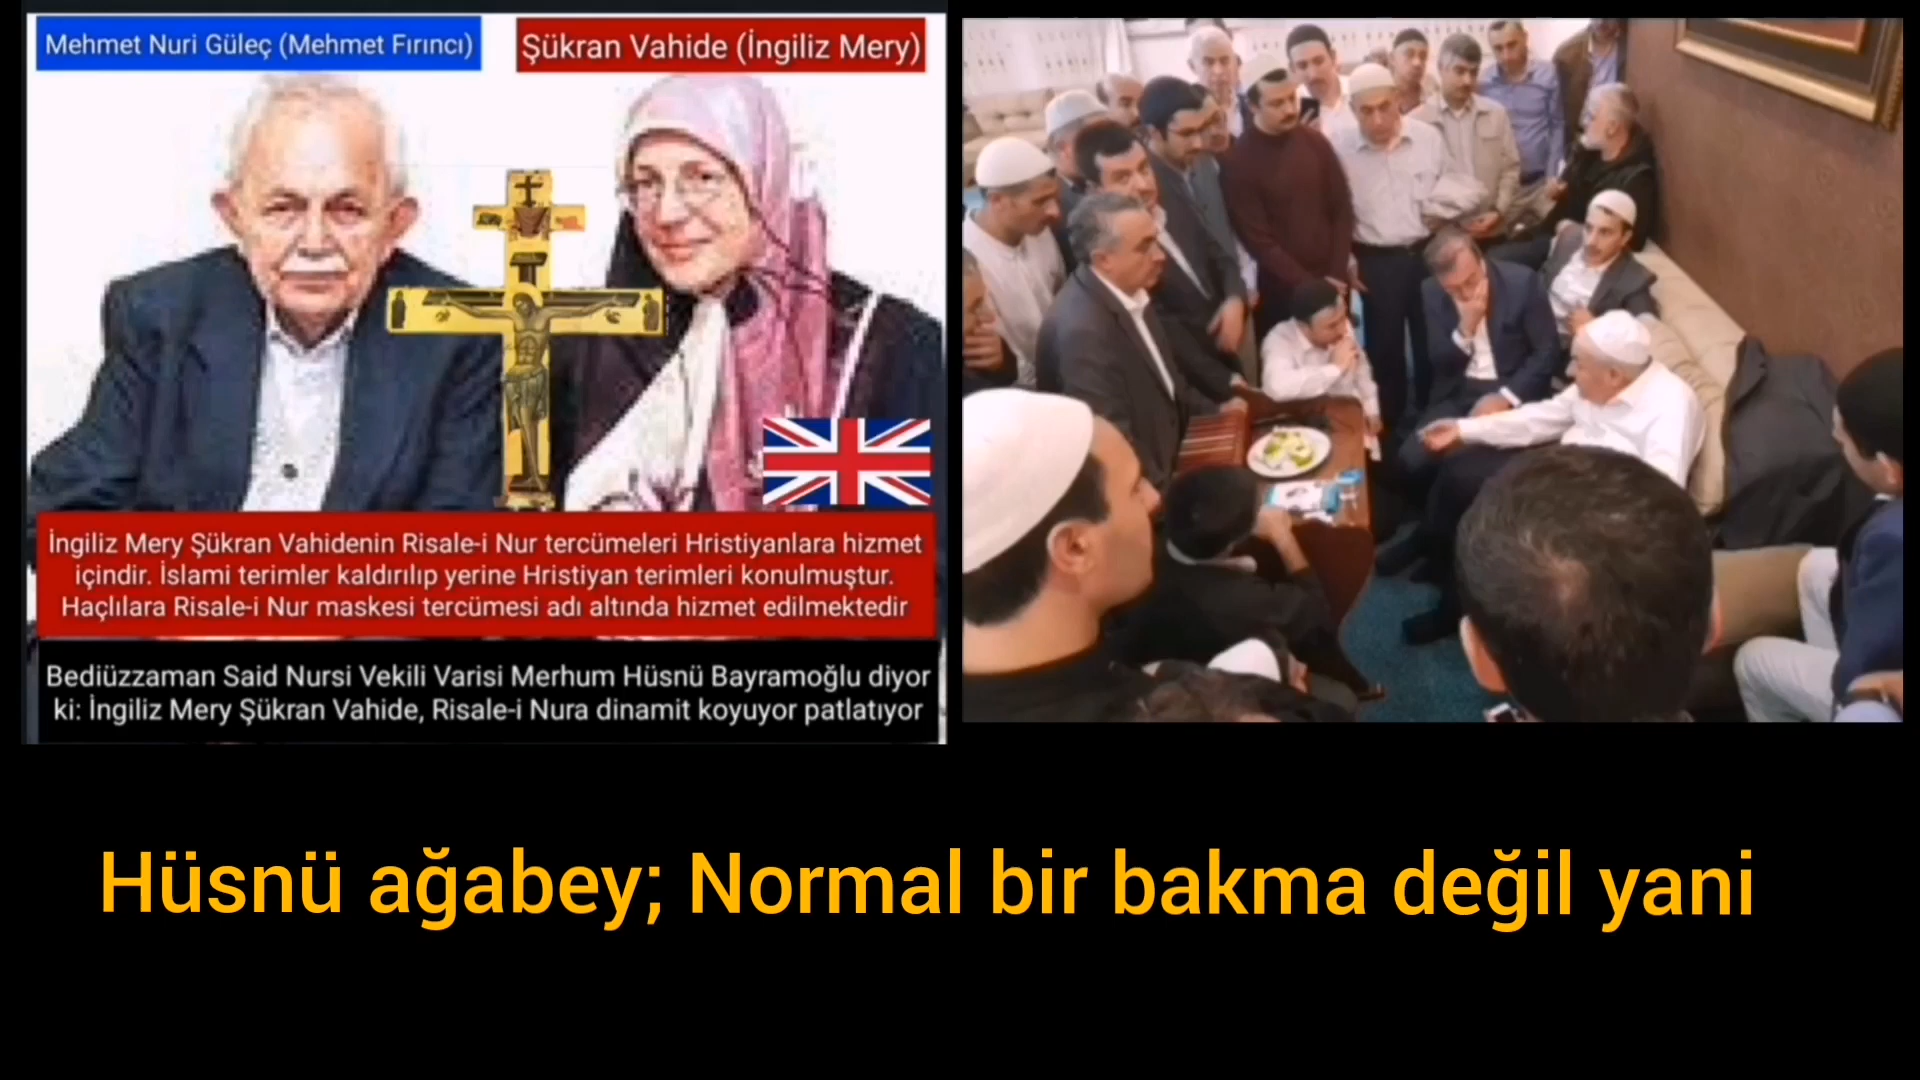 Mehmet Nuri Güleç (Mehmet Fırıncı)
Şükran Vahide (İngiliz Mery)
İngiliz Mery Şükran Vahidenin Risale-i Nur tercümeleri Hristiyanlara hizmet
içindir. İslami terimler kaldırılıp yerine Hristiyan terimleri konulmuştur.
Haçlılara Risale-i Nur maskesi tercümesi adı altında hizmet edilmektedir
Bediüzzaman Said Nursi Vekili Varisi Merhum Hüsnü Bayramoğlu diyor
ki: İngiliz Mery Şükran Vahide, Risale-i Nura dinamit koyuyor patlatıyor
Hüsnü ağabey; Normal bir bakma değil yani